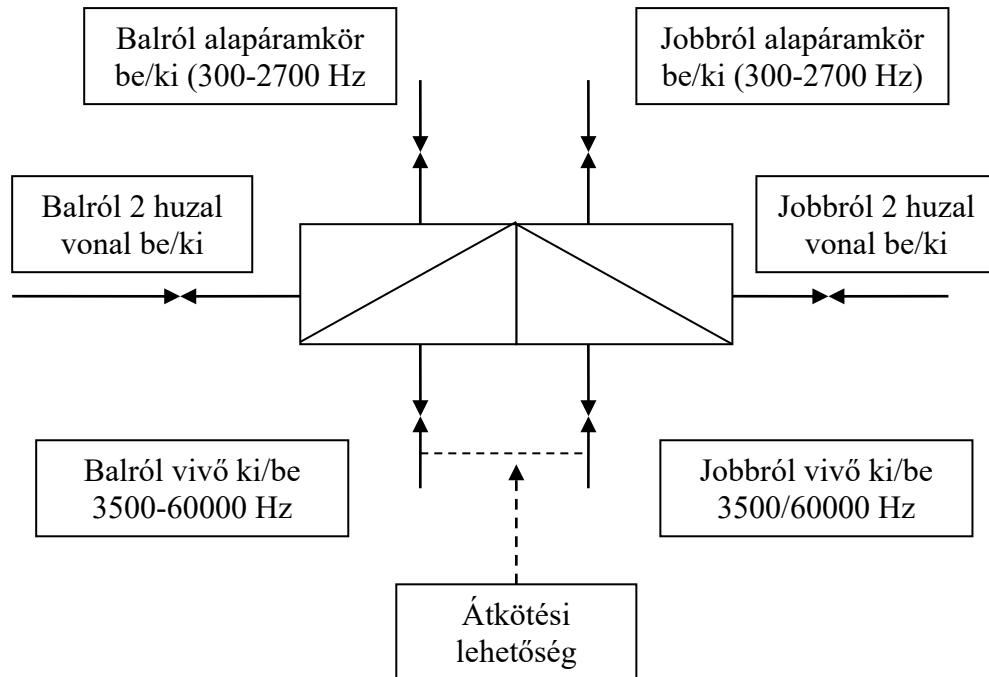 Balról alapáramkör
be/ki (300-2700 Hz
Jobbról alapáramkör
be/ki (300-2700 Hz)
Balról 2 huzal
vonal be/ki
Jobbról 2 huzal
vonal be/ki
Balról vivő ki/be
3500-60000 Hz
Jobbról vivő ki/be
3500/60000 Hz
Átkötési
lehetőség